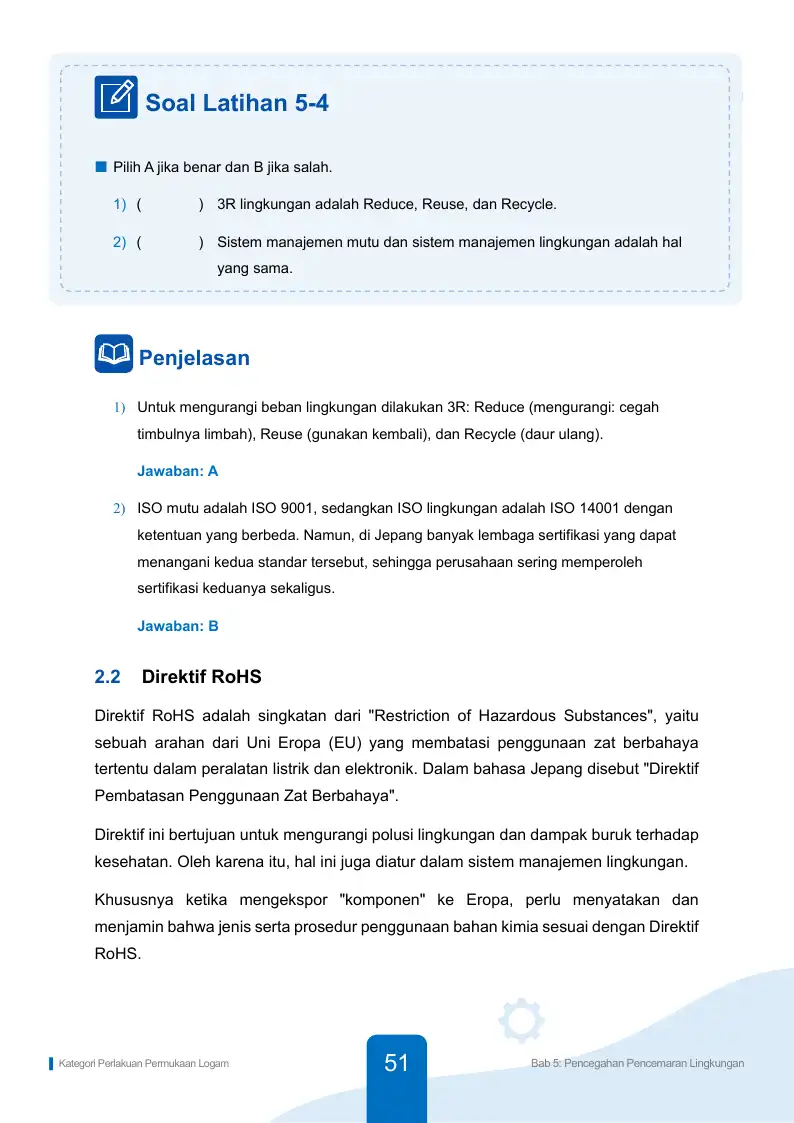 Soal Latihan 5-4
Pilih A jika benar dan B jika salah.
1) ( ) 3R lingkungan adalah Reduce, Reuse, dan Recycle.
2) ( ) Sistem manajemen mutu dan sistem manajemen lingkungan adalah hal
yang sama.
Penjelasan
1) Untuk mengurangi beban lingkungan dilakukan 3R: Reduce (mengurangi: cegah
timbulnya limbah), Reuse (gunakan kembali), dan Recycle (daur ulang).
Jawaban: A
2) ISO mutu adalah ISO 9001, sedangkan ISO lingkungan adalah ISO 14001 dengan
ketentuan yang berbeda. Namun, di Jepang banyak lembaga sertifikasi yang dapat
menangani kedua standar tersebut, sehingga perusahaan sering memperoleh
sertifikasi keduanya sekaligus.
Jawaban: B
2.2 Direktif RoHS
Direktif RoHS adalah singkatan dari "Restriction of Hazardous Substances", yaitu
sebuah arahan dari Uni Eropa (EU) yang membatasi penggunaan zat berbahaya
tertentu dalam peralatan listrik dan elektronik. Dalam bahasa Jepang disebut "Direktif
Pembatasan Penggunaan Zat Berbahaya".
Direktif ini bertujuan untuk mengurangi polusi lingkungan dan dampak buruk terhadap
kesehatan. Oleh karena itu, hal ini juga diatur dalam sistem manajemen lingkungan.
Khususnya ketika mengekspor "komponen" ke Eropa, perlu menyatakan dan
menjamin bahwa jenis serta prosedur penggunaan bahan kimia sesuai dengan Direktif
RoHS.
Kategori Perlakuan Permukaan Logam
51
Bab 5: Pencegahan Pencemaran Lingkungan